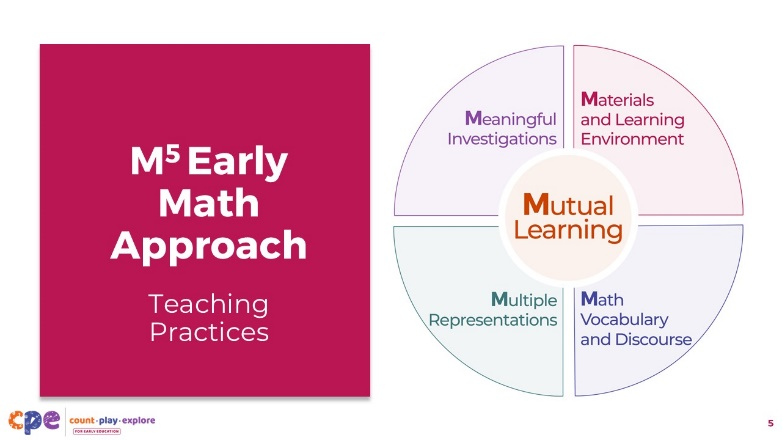 M⁵ Early
Math
Approach
Teaching
Practices
Meaningful
Investigations
Materials
and Learning
Environment
Mutual
Learning
Multiple
Representations
Math
Vocabulary
and Discourse
cpe
count·play·explore
FOR EARLY EDUCATION
5